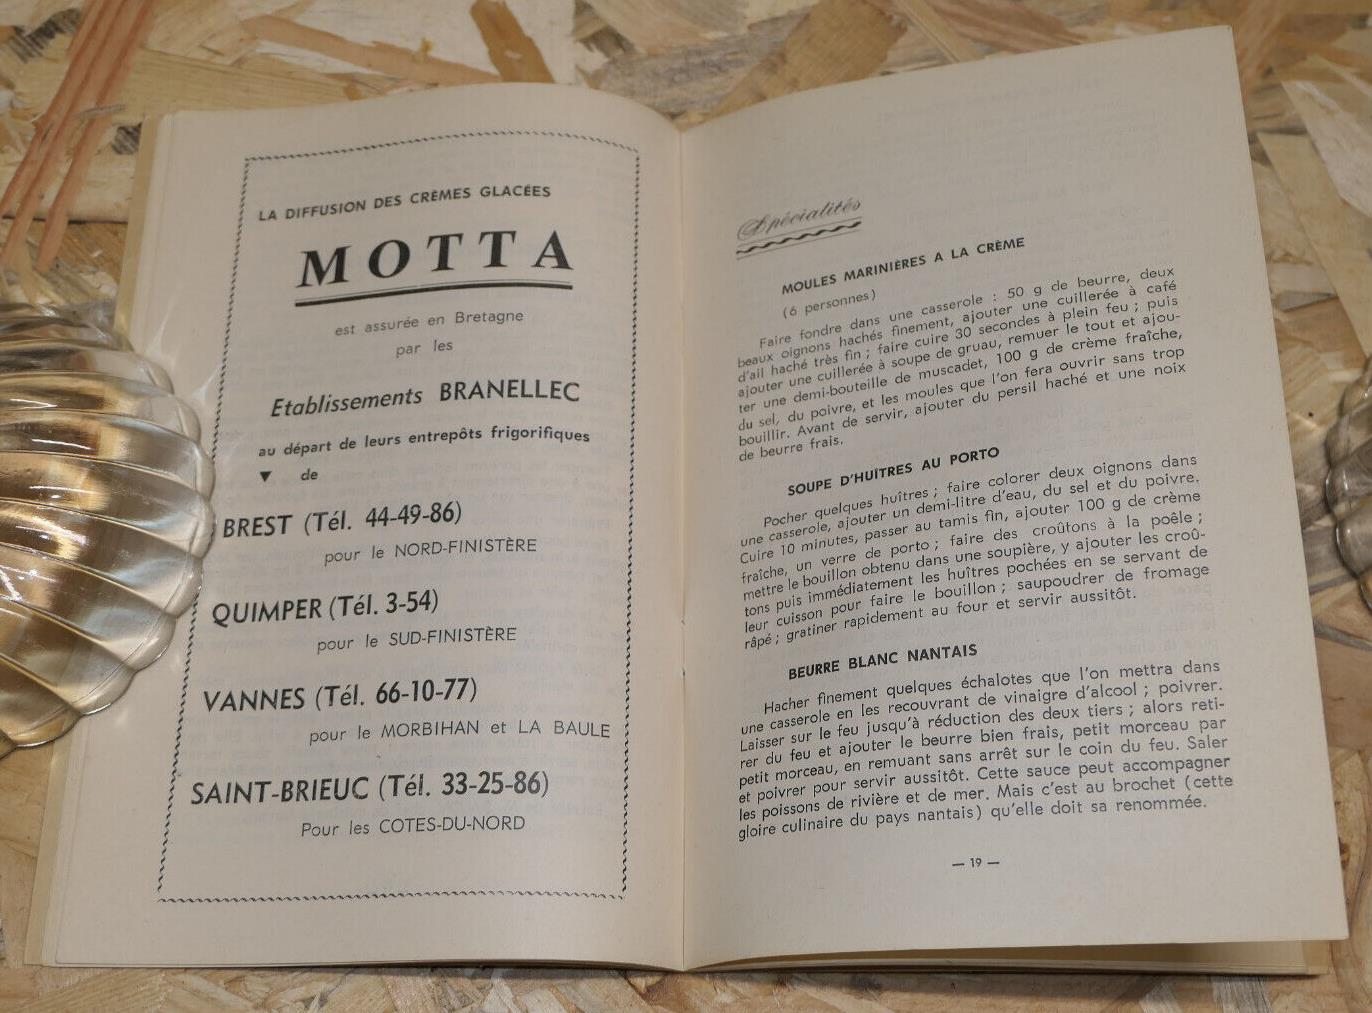 LA DIFFUSION DES CRÈMES GLACÉES
MOTTA
est assurée en Bretagne
par les
Etablissements BRANELLEC
au départ de leurs entrepôts frigorifiques
▼ de
BREST (Tél. 44-49-86)
pour le NORD-FINISTÈRE
QUIMPER (Tél. 3-54)
pour le SUD-FINISTÈRE
VANNES (Tél. 66-10-77)
pour le MORBIHAN et LA BAULE
SAINT-BRIEUC (Tél. 33-25-86)
Pour les COTES-DU-NORD
Spécialités
MOULES MARINIÈRES A LA CRÈME
(6 personnes)
Faire fondre dans une casserole : 50 g de beurre, deux
beaux oignons hachés finement, ajouter une cuillerée à café
d'ail haché très fin ; faire cuire 30 secondes à plein feu ; puis
ajouter une cuillerée à soupe de gruau, remuer le tout et ajou-
ter une demi-bouteille de muscadet, 100 g de crème fraîche,
du sel, du poivre, et les moules que l'on fera ouvrir sans trop
bouillir. Avant de servir, ajouter du persil haché et une noix
de beurre frais.
SOUPE D'HUÎTRES AU PORTO
Pocher quelques huîtres ; faire colorer deux oignons dans
une casserole, ajouter un demi-litre d'eau, du sel et du poivre.
Cuire 10 minutes, passer au tamis fin, ajouter 100 g de crème
fraîche, un verre de porto ; faire des croûtons à la poêle ;
mettre le bouillon obtenu dans une soupière, y ajouter les croû-
tons puis immédiatement les huîtres pochées en se servant de
leur cuisson pour faire le bouillon ; saupoudrer de fromage
râpé ; gratiner rapidement au four et servir aussitôt.
BEURRE BLANC NANTAIS
Hacher finement quelques échalotes que l'on mettra dans
une casserole en les recouvrant de vinaigre d'alcool ; poivrer.
Laisser sur le feu jusqu'à réduction des deux tiers ; alors reti-
rer du feu et ajouter le beurre bien frais, petit morceau par
petit morceau, en remuant sans arrêt sur le coin du feu. Saler
et poivrer pour servir aussitôt. Cette sauce peut accompagner
les poissons de rivière et de mer. Mais c'est au brochet (cette
gloire culinaire du pays nantais) qu'elle doit sa renommée.
— 19 —